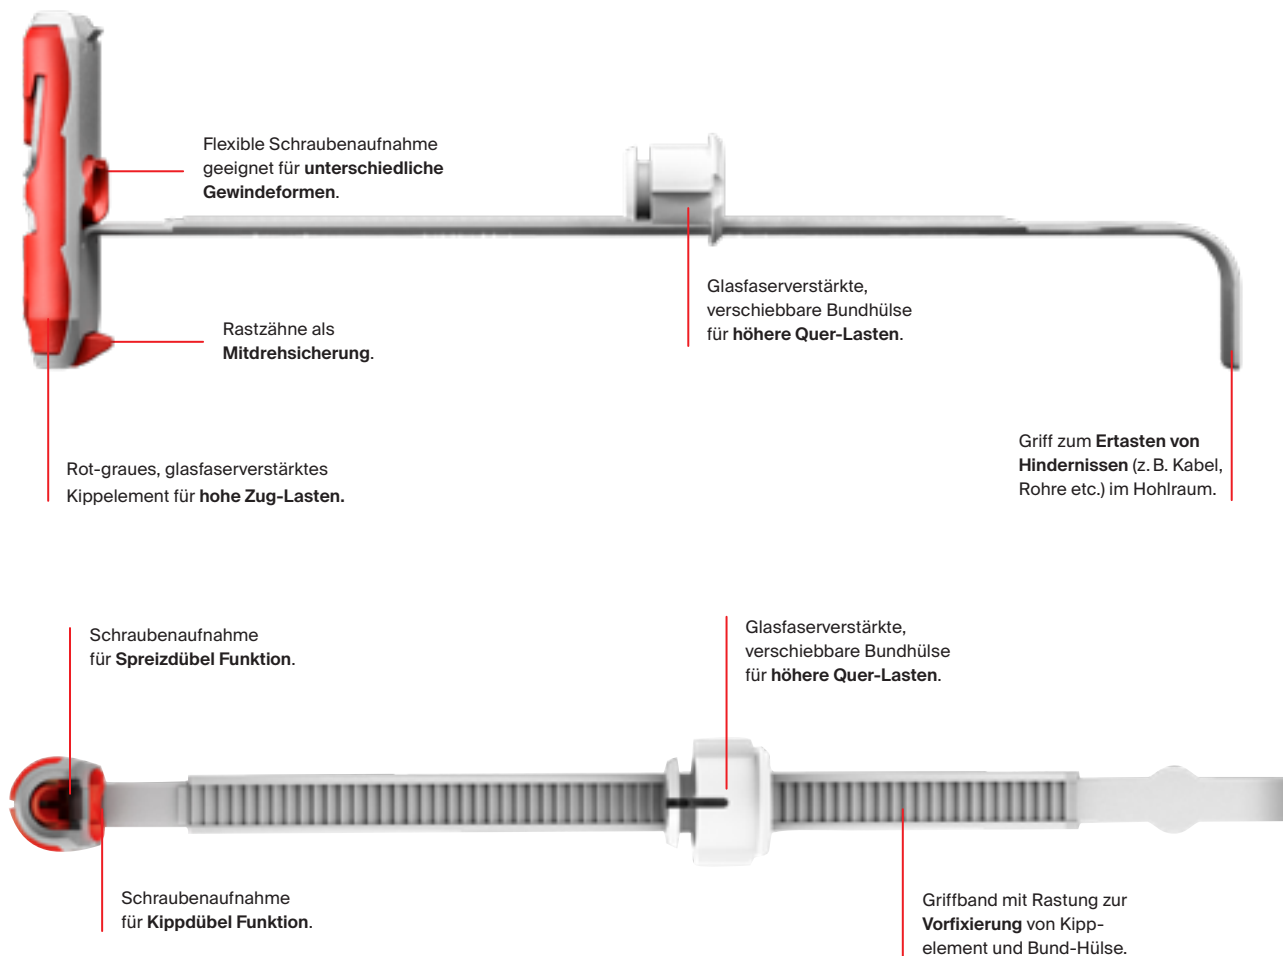 Flexible Schraubenaufnahme
geeignet für unterschiedliche
Gewindeformen.
Glasfaserverstärkte,
verschiebbare Bundhülse
für höhere Quer-Lasten.
Rastzähne als
Mitdrehsicherung.
Griff zum Ertasten von
Hindernissen (z. B. Kabel,
Rohre etc.) im Hohlraum.
Rot-graues, glasfaserverstärktes
Kippelement für hohe Zug-Lasten.
Schraubenaufnahme
für Spreizdübel Funktion.
Glasfaserverstärkte,
verschiebbare Bundhülse
für höhere Quer-Lasten.
Schraubenaufnahme
für Kippdübel Funktion.
Griffband mit Rastung zur
Vorfixierung von Kipp-
element und Bund-Hülse.